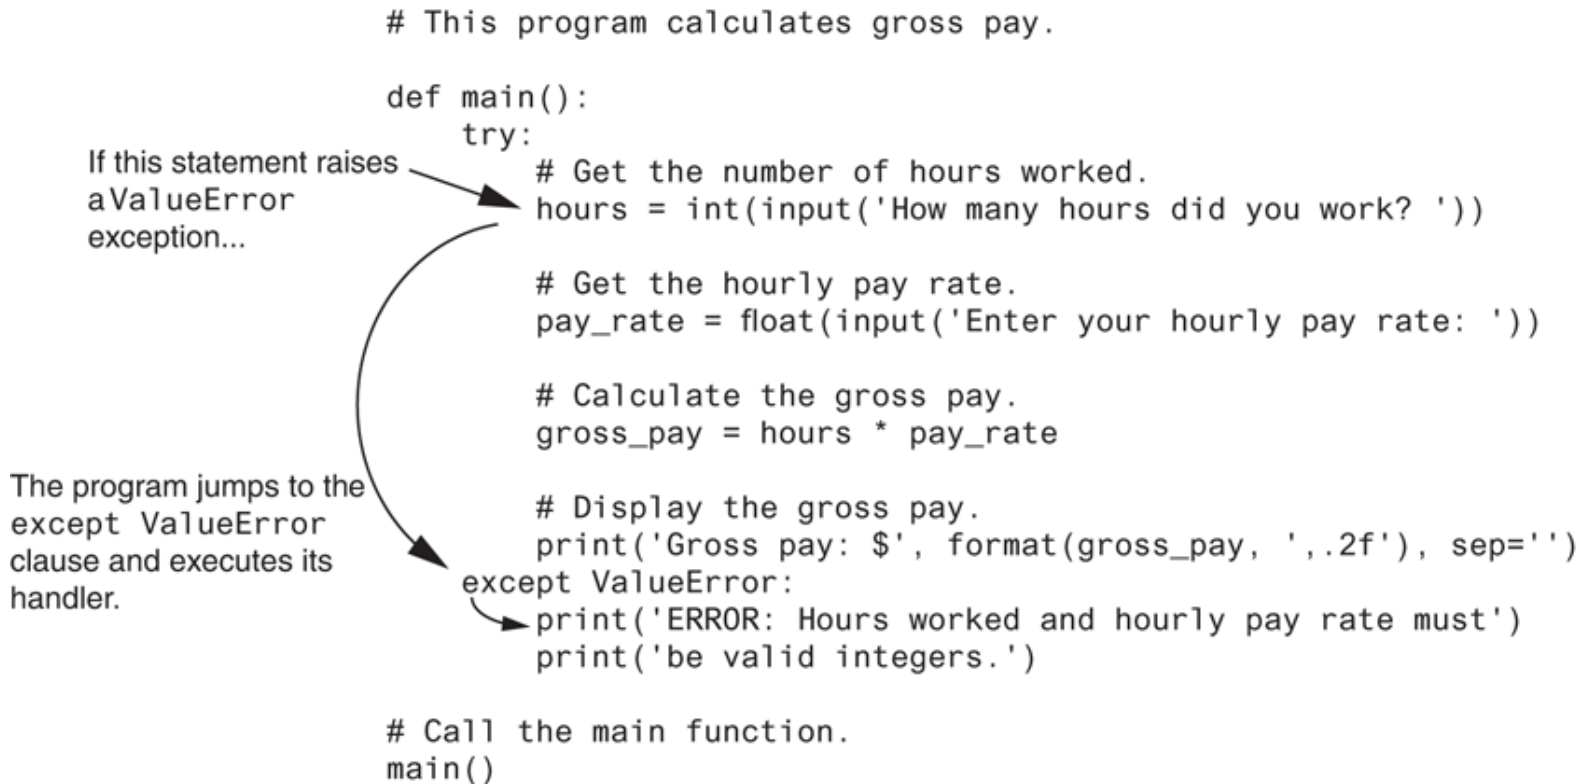 # This program calculates gross pay.
def main():
    try:
        # Get the number of hours worked.
        hours = int(input('How many hours did you work? '))
        # Get the hourly pay rate.
        pay_rate = float(input('Enter your hourly pay rate: '))
        # Calculate the gross pay.
        gross_pay = hours * pay_rate
        # Display the gross pay.
        print('Gross pay: $', format(gross_pay, ',.2f'), sep='')
    except ValueError:
        print('ERROR: Hours worked and hourly pay rate must')
        print('be valid integers.')
# Call the main function.
main()
If this statement raises
a ValueError
exception...
The program jumps to the
except ValueError
clause and executes its
handler.